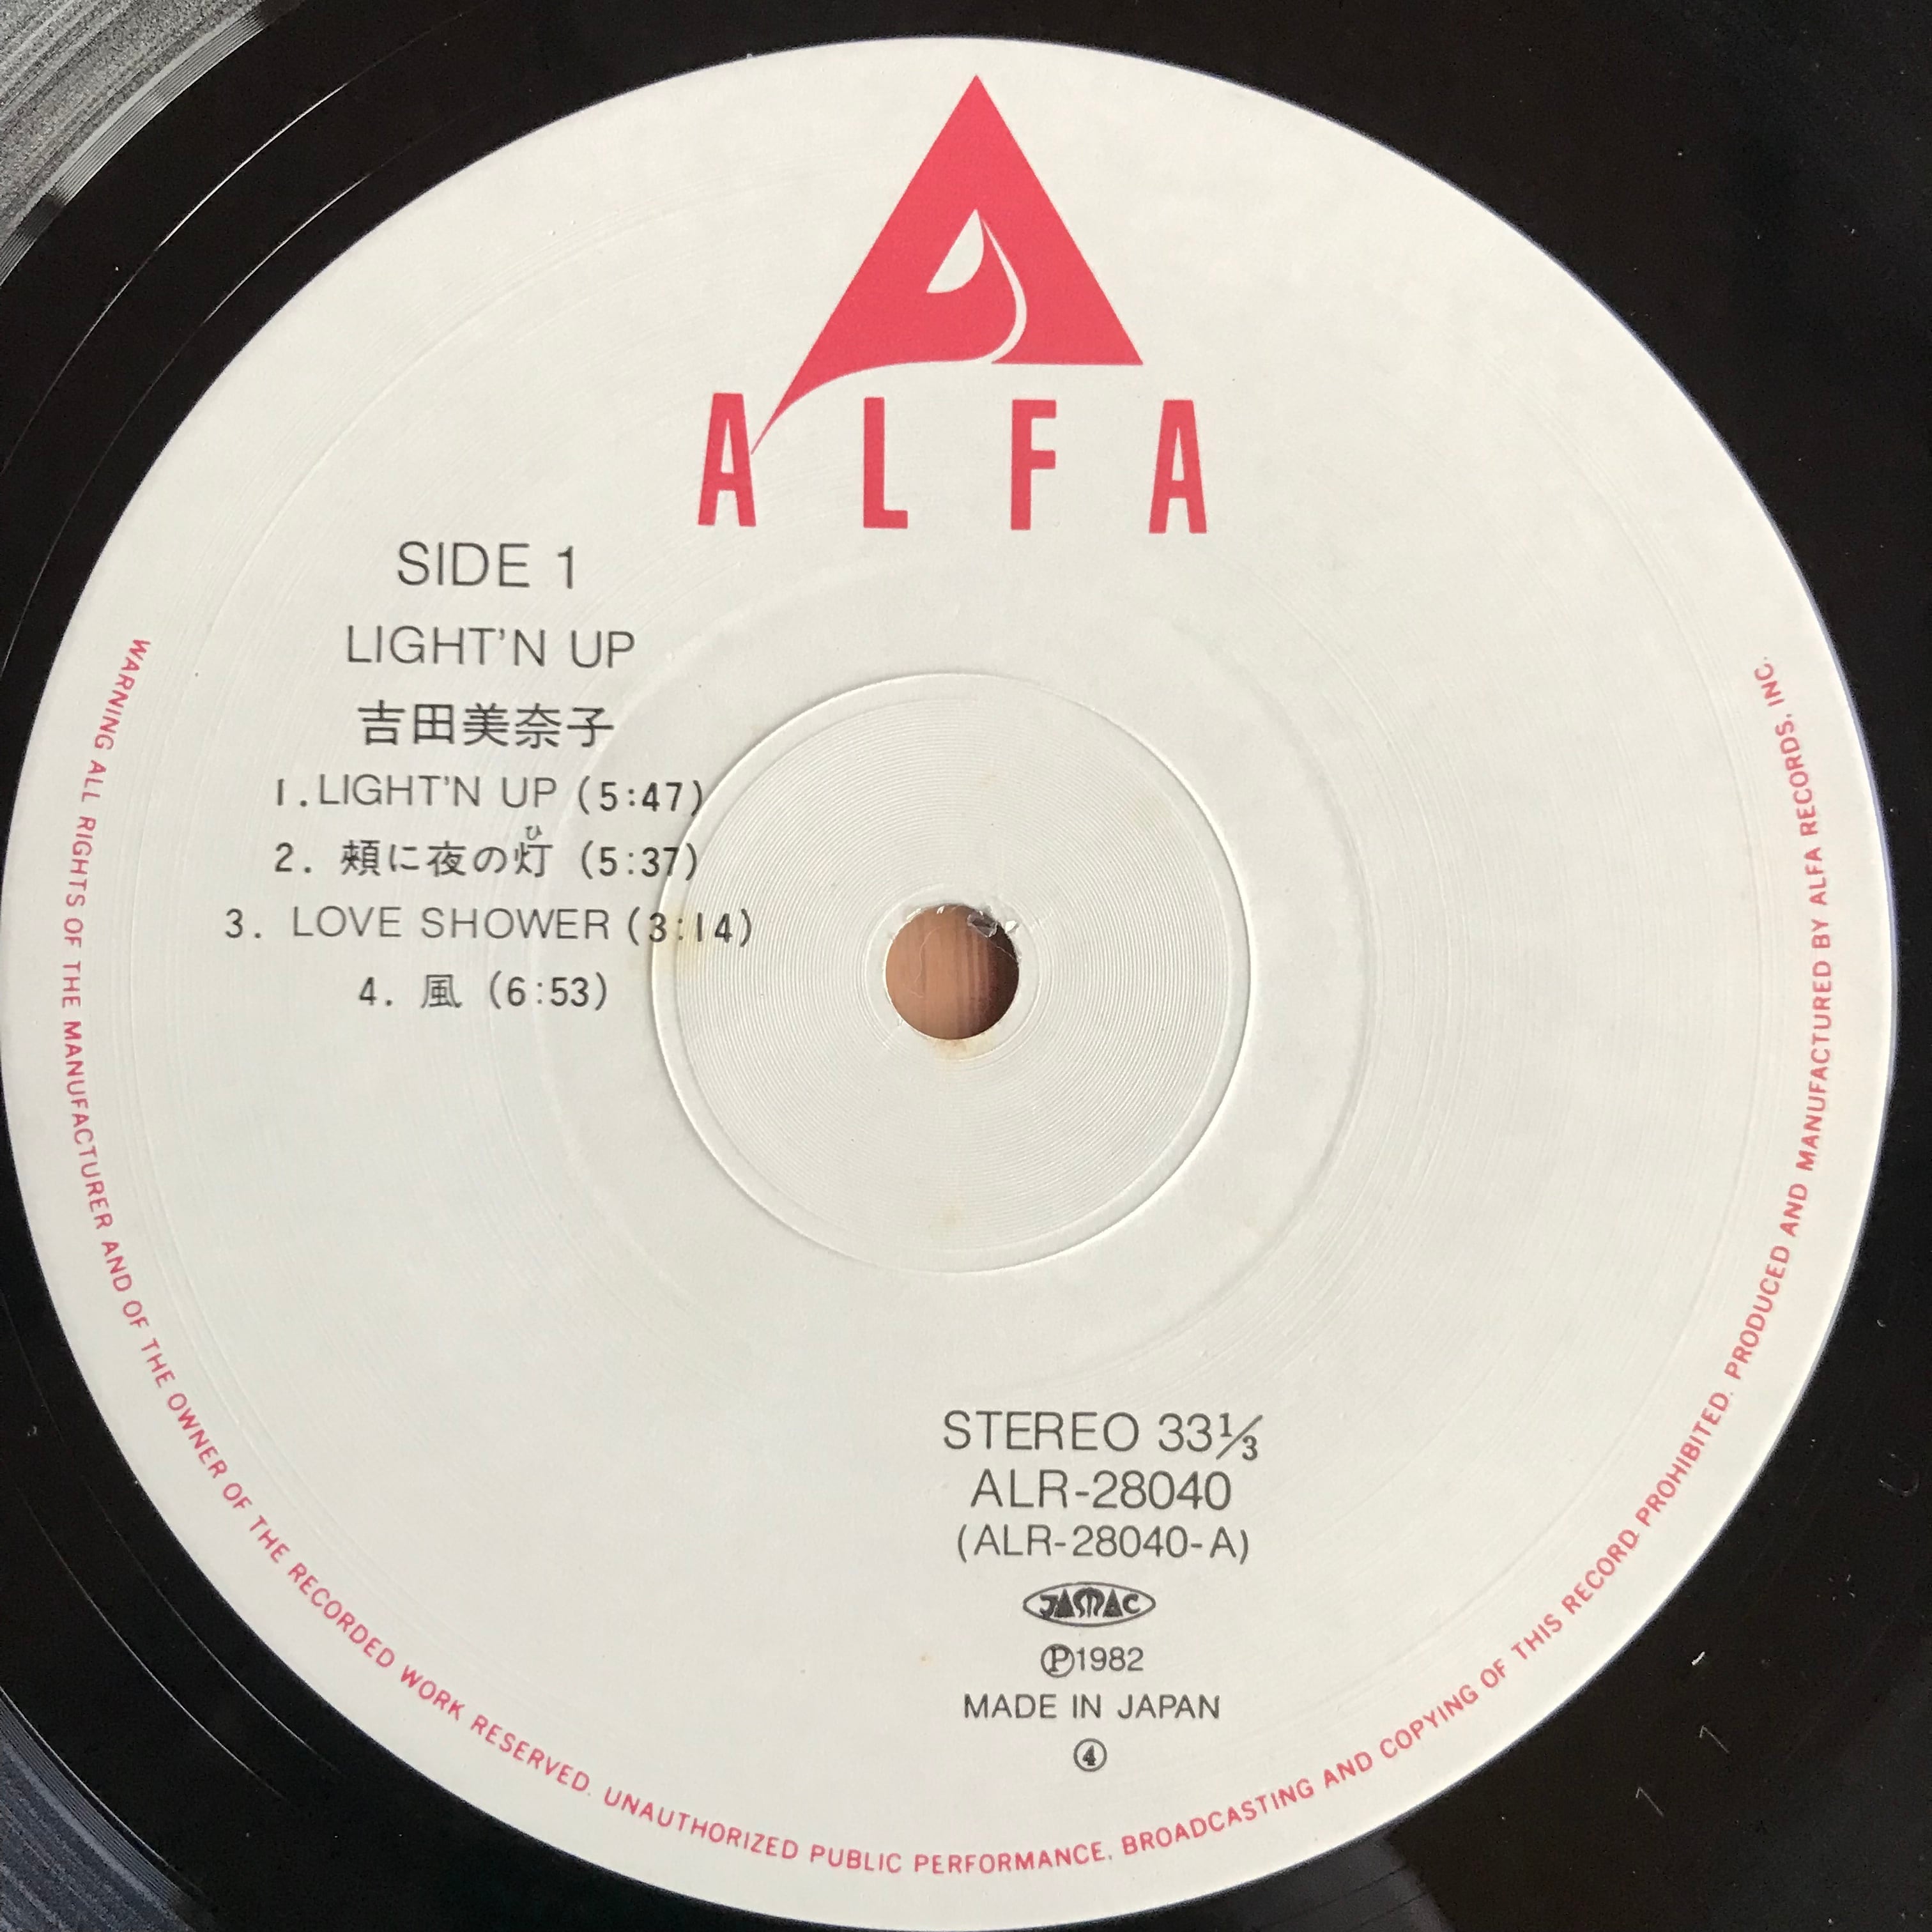 ALFA
SIDE 1
LIGHT'N UP
吉田美奈子
1. LIGHT'N UP (5:47)
ひ
2. 頬に夜の灯 (5:37)
3. LOVE SHOWER (3:14)
4. 風 (6:53)
STEREO 33⅓
ALR-28040
(ALR-28040-A)
JASRAC
Ⓟ1982
MADE IN JAPAN
④
WARNING ALL RIGHTS OF THE MANUFACTURER AND OF THE OWNER OF THE RECORDED WORK RESERVED. UNAUTHORIZED PUBLIC PERFORMANCE, BROADCASTING AND COPYING OF THIS RECORD PROHIBITED. PRODUCED AND MANUFACTURED BY ALFA RECORDS, INC.